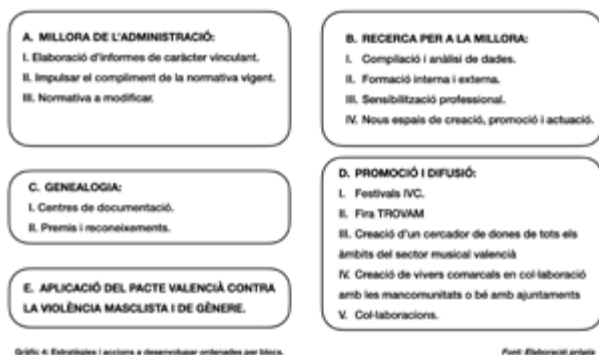 A. MILLORA DE L'ADMINISTRACIÓ:
I. Elaboració d'informes de caràcter vinculant.
II. Impulsar el compliment de la normativa vigent.
III. Normativa a modificar.
B. RECERCA PER A LA MILLORA:
I. Compilació i anàlisi de dades.
II. Formació interna i externa.
III. Sensibilització professional.
IV. Nous espais de creació, promoció i actuació.
C. GENEALOGIA:
I. Centres de documentació.
II. Premis i reconeixements.
D. PROMOCIÓ I DIFUSIÓ:
I. Festivals IVC.
II. Fira TROVAM
III. Creació d'un cercador de dones de tots els
àmbits del sector musical valencià
IV. Creació de vivers comarcals en col·laboració
amb les mancomunitats o bé amb ajuntaments
V. Col·laboracions.
E. APLICACIÓ DEL PACTE VALENCIÀ CONTRA
LA VIOLÈNCIA MASCLISTA I DE GÈNERE.
Gràfic 4: Estratègies i accions a desenvolupar ordenades per blocs.
Font: Elaboració pròpia